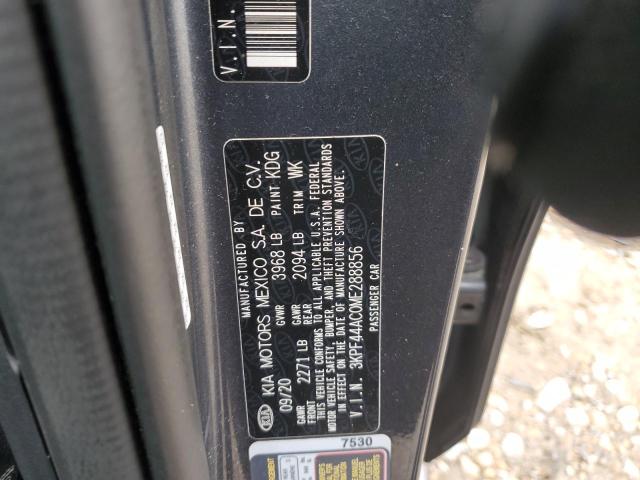 V.I.N.
MANUFACTURED BY
KIA MOTORS MEXICO S.A. DE C.V.
09/20 GVWR 3968 LB PAINT KDG
GAWR FRONT 2271 LB GAWR REAR 2094 LB TRIM WK
THIS VEHICLE CONFORMS TO ALL APPLICABLE U.S.A. FEDERAL
MOTOR VEHICLE SAFETY, BUMPER, AND THEFT PREVENTION STANDARDS
IN EFFECT ON THE DATE OF MANUFACTURE SHOWN ABOVE.
V.I.N. 3KPF44AC0ME288856
PASSENGER CAR
KIA
7530